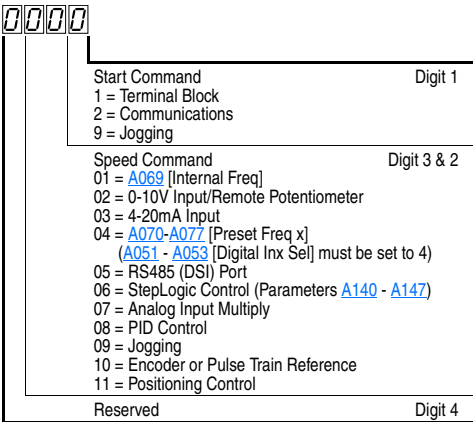 0000
Start Command Digit 1
1 = Terminal Block
2 = Communications
9 = Jogging
Speed Command Digit 3 & 2
01 = A069 [Internal Freq]
02 = 0-10V Input/Remote Potentiometer
03 = 4-20mA Input
04 = A070-A077 [Preset Freq x]
(A051 - A053 [Digital Inx Sel] must be set to 4)
05 = RS485 (DSI) Port
06 = StepLogic Control (Parameters A140 - A147)
07 = Analog Input Multiply
08 = PID Control
09 = Jogging
10 = Encoder or Pulse Train Reference
11 = Positioning Control
Reserved Digit 4